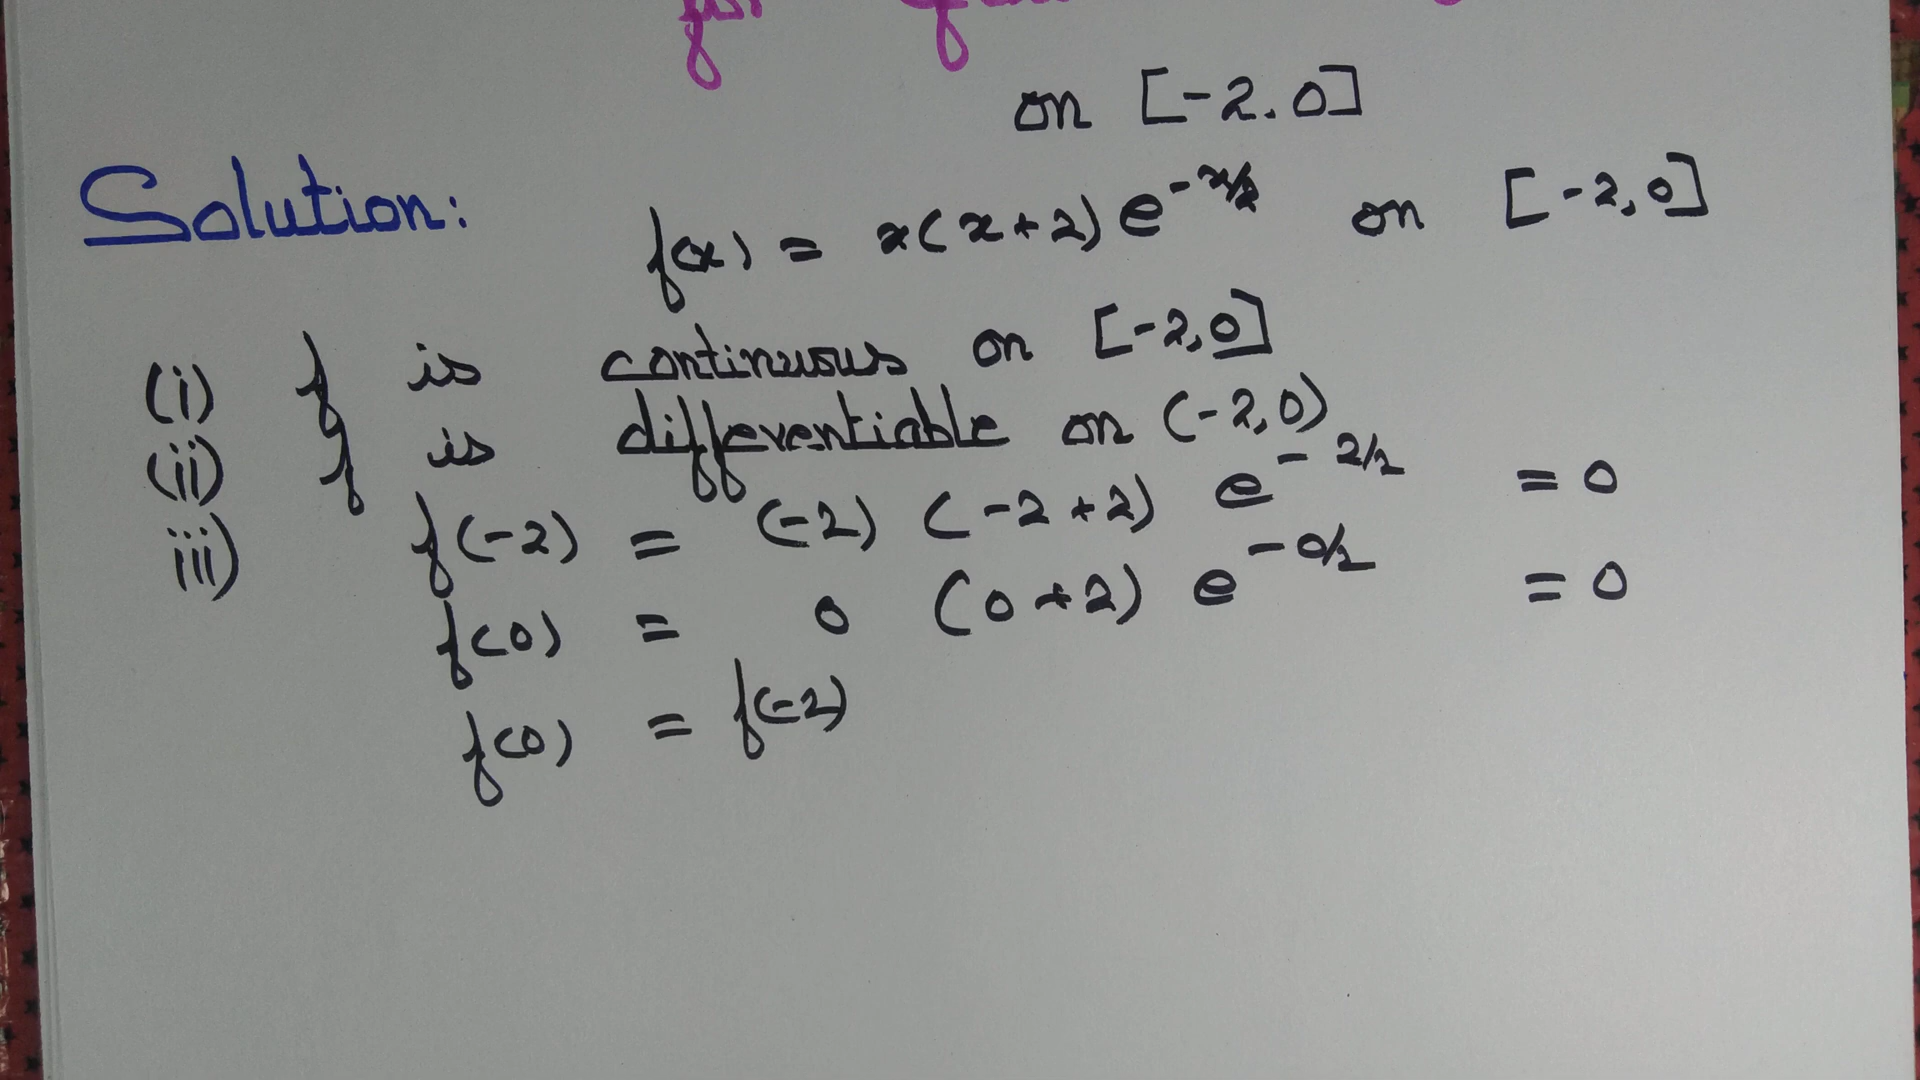 for
on [-2.0]
Solution:
f(x) = x(x+2) e^-x/2 on [-2,0]
(i) f is continuous on [-2,0]
(ii) f is differentiable on (-2,0)
iii) f(-2) = (-2) (-2+2) e^-2/2 = 0
f(0) = 0 (0+2) e^-0/2 = 0
f(0) = f(-2)